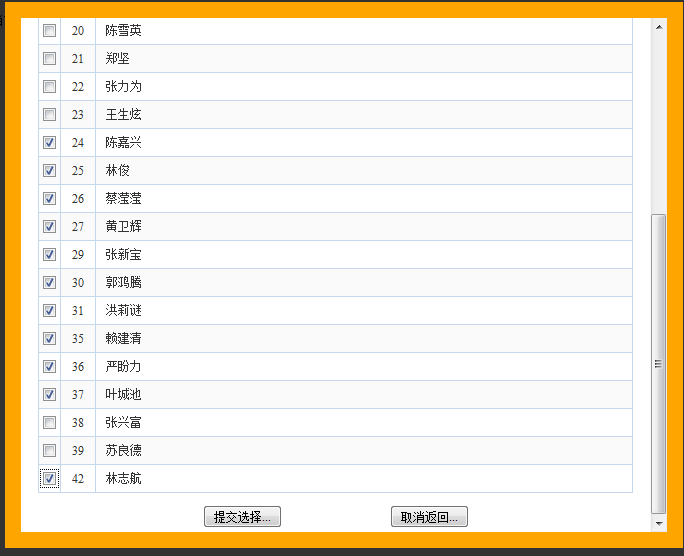 20 陈雪英
21 郑坚
22 张力为
23 王生炫
24 陈嘉兴
25 林俊
26 蔡滢滢
27 黄卫辉
29 张新宝
30 郭鸿腾
31 洪莉谜
35 赖建清
36 严盼力
37 叶城池
38 张兴富
39 苏良德
42 林志航
提交选择... 取消返回...